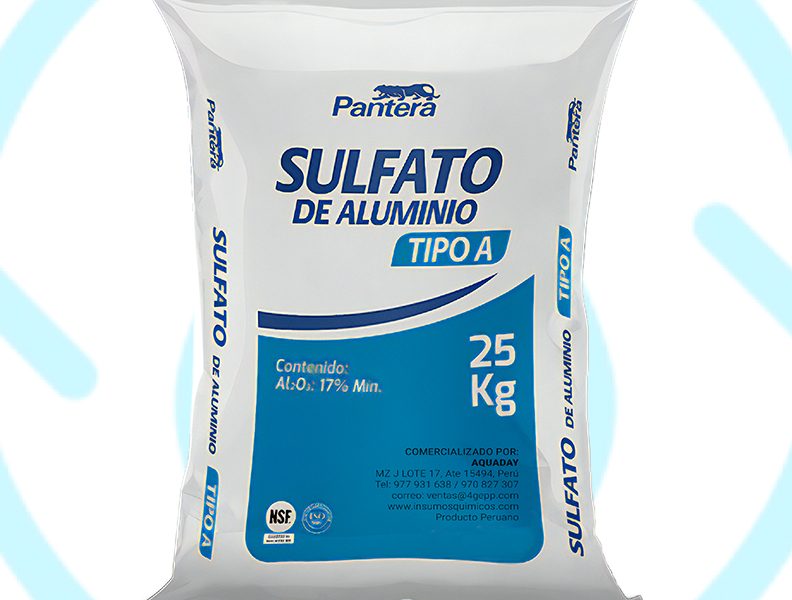 Pantera
SULFATO
DE ALUMINIO
TIPO A
Contenido:
Al₂O₃: 17% Min.
25
Kg
COMERCIALIZADO POR:
AQUADAY
MZ J LOTE 17, Ate 15494, Perú
Tel: 977 931 638 / 970 827 307
correo: ventas@4gepp.com
www.insumosquimicos.com
Producto Peruano
NSF
ISO
Pantera
SULFATO DE ALUMINIO TIPO A
Pantera
SULFATO DE ALUMINIO TIPO A